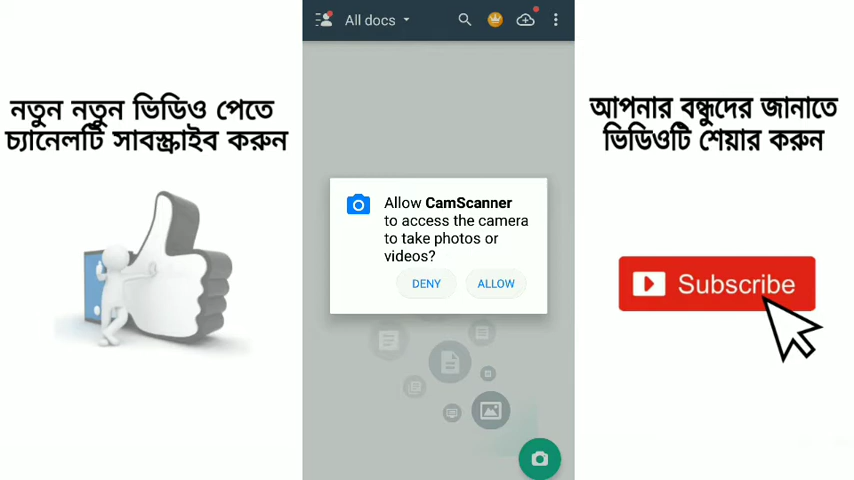 All docs
নতুন নতুন ভিডিও পেতে
চ্যানেলটি সাবস্ক্রাইব করুন
Allow CamScanner
to access the camera
to take photos or
videos?
DENY ALLOW
আপনার বন্ধুদের জানাতে
ভিডিওটি শেয়ার করুন
Subscribe